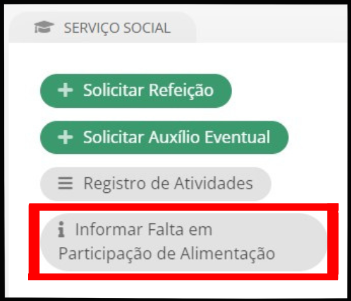 SERVIÇO SOCIAL
+ Solicitar Refeição
+ Solicitar Auxílio Eventual
Registro de Atividades
Informar Falta em
Participação de Alimentação